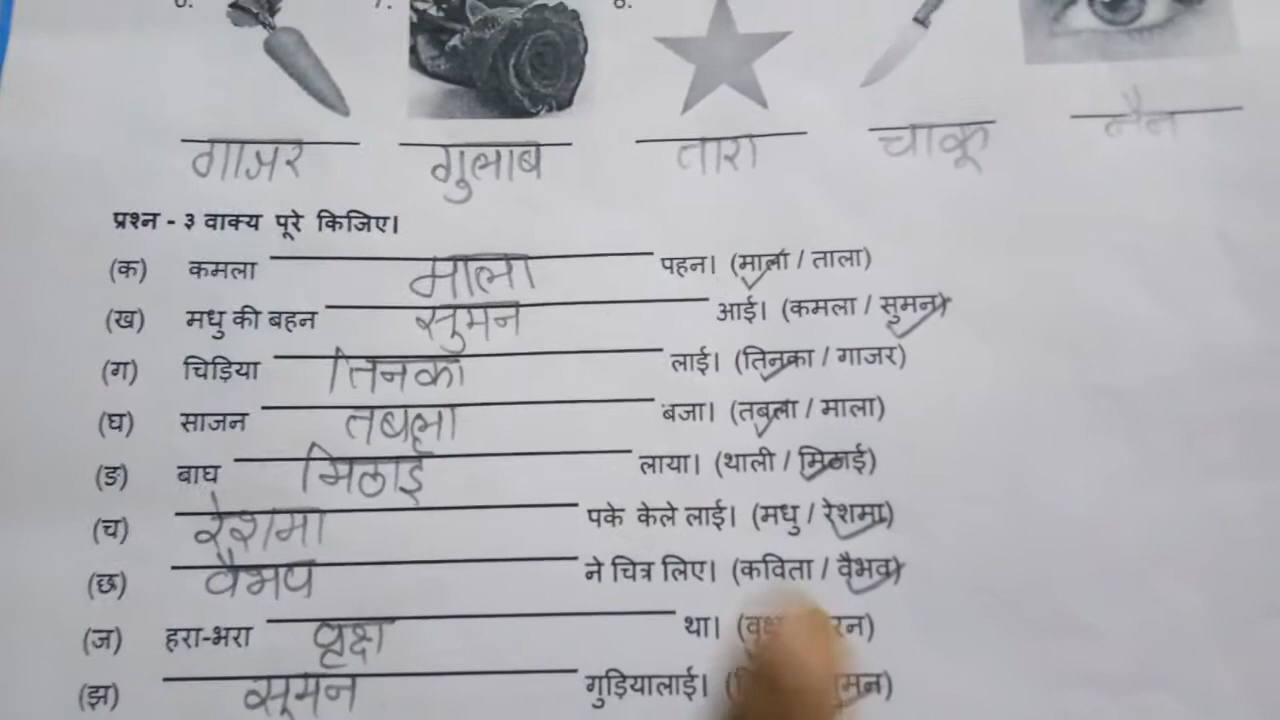 7.
गाजर गुलाब तारा चाकू नैन
प्रश्न - ३ वाक्य पूरे किजिए।
(क) कमला माला पहन। (माला / ताला)
(ख) मधु की बहन सुमन आई। (कमला / सुमन)
(ग) चिड़िया तिनका लाई। (तिनका / गाजर)
(घ) साजन तबला बजा। (तबला / माला)
(ङ) बाघ मिठाई लाया। (थाली / मिठाई)
(च) रेशमा पके केले लाई। (मधु / रेशमा)
(छ) वैभव ने चित्र लिए। (कविता / वैभव)
(ज) हरा-भरा वृक्ष था।
(झ) सूमन गुड़ियालाई।